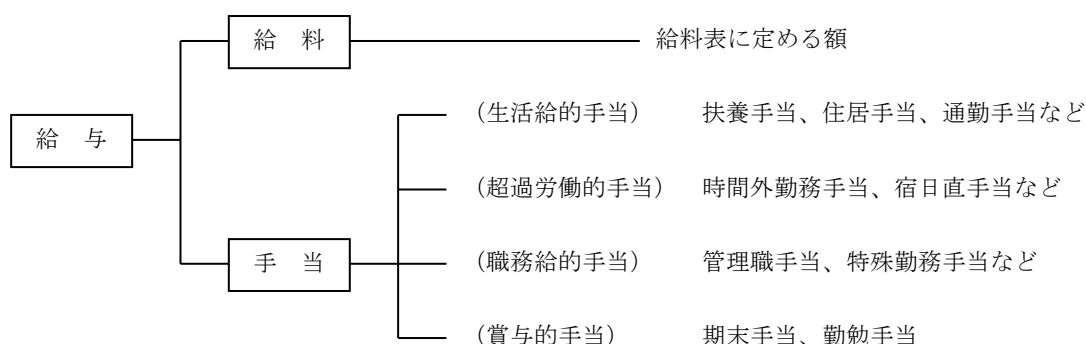 給 料 給料表に定める額
(生活給的手当) 扶養手当、住居手当、通勤手当など
給 与
(超過労働的手当) 時間外勤務手当、宿日直手当など
手 当
(職務給的手当) 管理職手当、特殊勤務手当など
(賞与的手当) 期末手当、勤勉手当